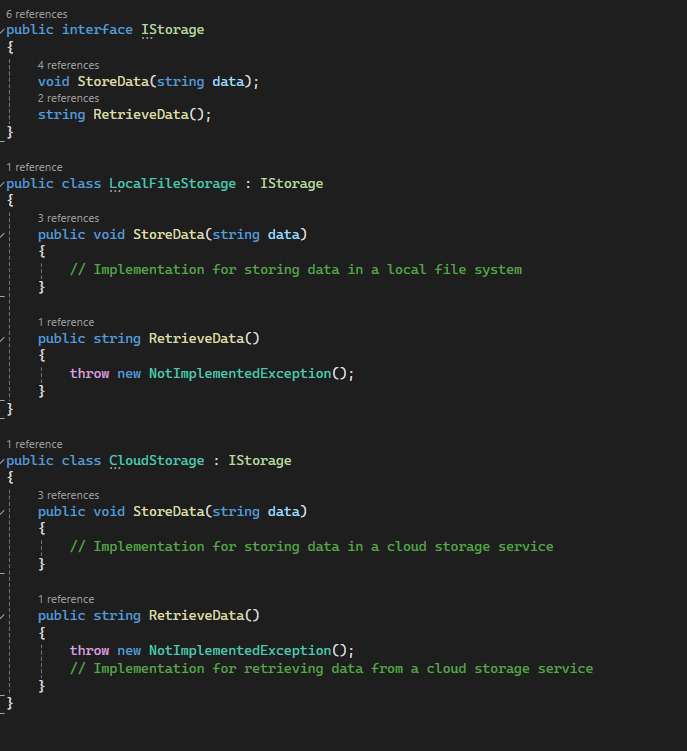 6 references
public interface IStorage
{
4 references
void StoreData(string data);
2 references
string RetrieveData();
}
1 reference
public class LocalFileStorage : IStorage
{
3 references
public void StoreData(string data)
{
// Implementation for storing data in a local file system
}
1 reference
public string RetrieveData()
{
throw new NotImplementedException();
}
}
1 reference
public class CloudStorage : IStorage
{
3 references
public void StoreData(string data)
{
// Implementation for storing data in a cloud storage service
}
1 reference
public string RetrieveData()
{
throw new NotImplementedException();
// Implementation for retrieving data from a cloud storage service
}
}